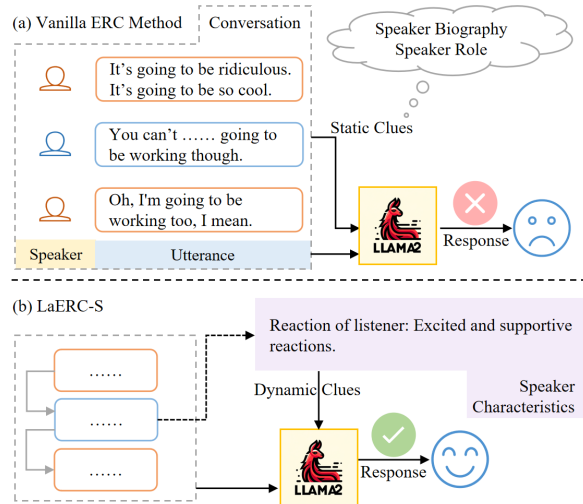 (a) Vanilla ERC Method
Conversation
Speaker Biography
Speaker Role
It's going to be ridiculous.
It's going to be so cool.
You can't ...... going to
be working though.
Oh, I'm going to be
working too, I mean.
Speaker
Utterance
Static Clues
LLAMA2
Response
(b) LaERC-S
......
......
......
Reaction of listener: Excited and supportive
reactions.
Speaker
Characteristics
Dynamic Clues
LLAMA2
Response